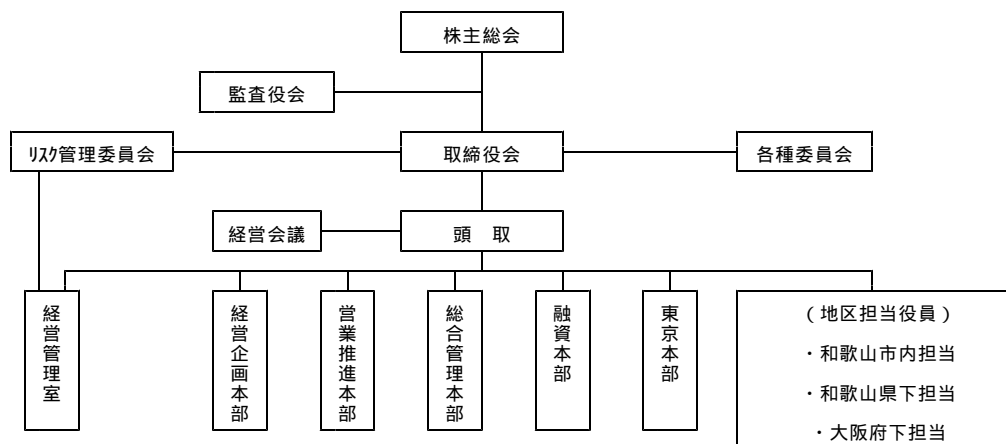 株主総会
監査役会
ﾘｽｸ管理委員会
取締役会
各種委員会
経営会議
頭　取
経営管理室
経営企画本部
営業推進本部
総合管理本部
融資本部
東京本部
（地区担当役員）
・和歌山市内担当
・和歌山県下担当
・大阪府下担当